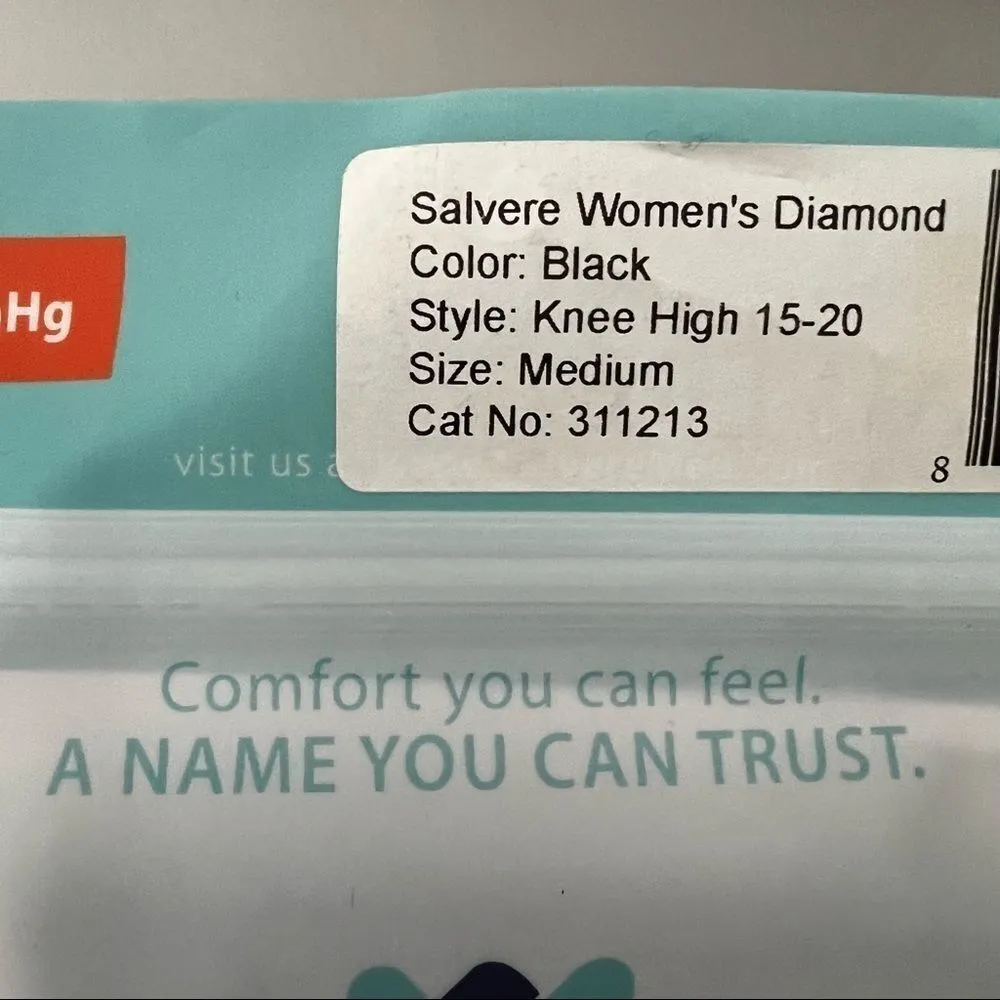 Salvere Women's Diamond
Color: Black
Style: Knee High 15-20
Size: Medium
Cat No: 311213
8
Hg
visit us
Comfort you can feel.
A NAME YOU CAN TRUST.